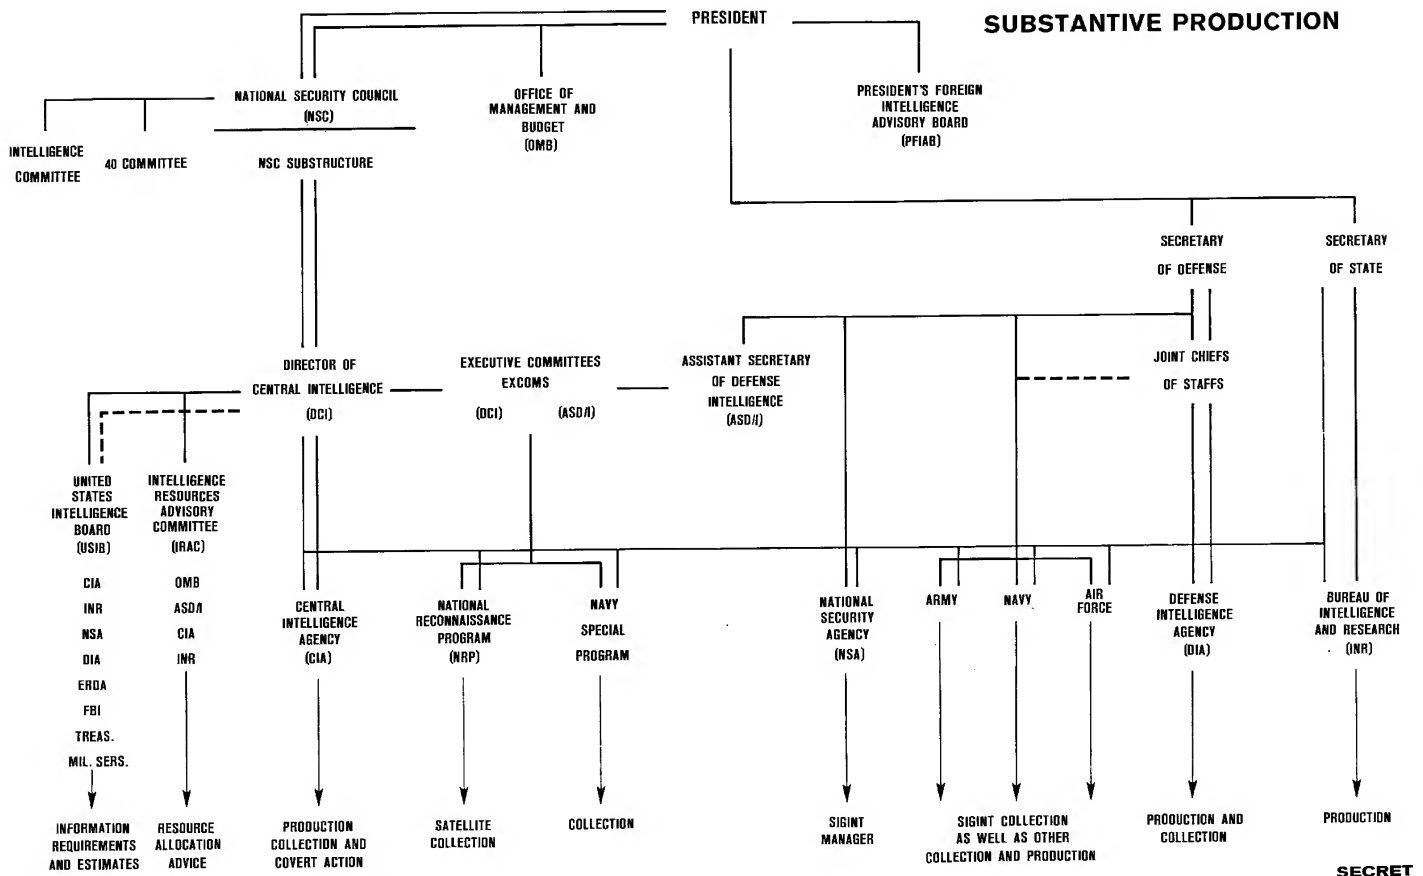 PRESIDENT
SUBSTANTIVE PRODUCTION
NATIONAL SECURITY COUNCIL
(NSC)
OFFICE OF
MANAGEMENT AND
BUDGET
(OMB)
PRESIDENT'S FOREIGN
INTELLIGENCE
ADVISORY BOARD
(PFIAB)
INTELLIGENCE
COMMITTEE
40 COMMITTEE
NSC SUBSTRUCTURE
SECRETARY
OF DEFENSE
SECRETARY
OF STATE
DIRECTOR OF
CENTRAL INTELLIGENCE
(DCI)
EXECUTIVE COMMITTEES
EXCOMS
(DCI) (ASD/I)
ASSISTANT SECRETARY
OF DEFENSE
INTELLIGENCE
(ASD/I)
JOINT CHIEFS
OF STAFFS
UNITED
STATES
INTELLIGENCE
BOARD
(USIB)
CIA
INR
NSA
DIA
ERDA
FBI
TREAS.
MIL. SERS.
INTELLIGENCE
RESOURCES
ADVISORY
COMMITTEE
(IRAC)
OMB
ASD/I
CIA
INR
CENTRAL
INTELLIGENCE
AGENCY
(CIA)
NATIONAL
RECONNAISSANCE
PROGRAM
(NRP)
NAVY
SPECIAL
PROGRAM
NATIONAL
SECURITY
AGENCY
(NSA)
ARMY
NAVY
AIR
FORCE
DEFENSE
INTELLIGENCE
AGENCY
(DIA)
BUREAU OF
INTELLIGENCE
AND RESEARCH
(INR)
INFORMATION
REQUIREMENTS
AND ESTIMATES
RESOURCE
ALLOCATION
ADVICE
PRODUCTION
COLLECTION AND
COVERT ACTION
SATELLITE
COLLECTION
COLLECTION
SIGINT
MANAGER
SIGINT COLLECTION
AS WELL AS OTHER
COLLECTION AND PRODUCTION
PRODUCTION AND
COLLECTION
PRODUCTION
SECRET